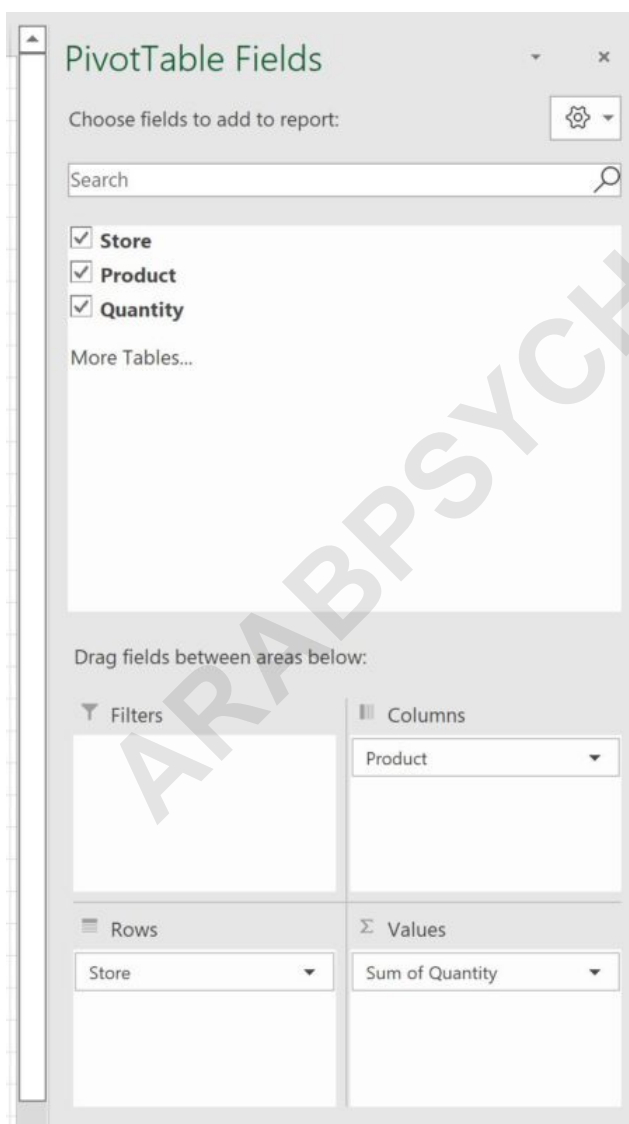 PivotTable Fields
Choose fields to add to report:
Search
Store
Product
Quantity
More Tables...
Drag fields between areas below:
Filters
Columns
Product
Rows
Σ Values
Store
Sum of Quantity
ARABPSYCH